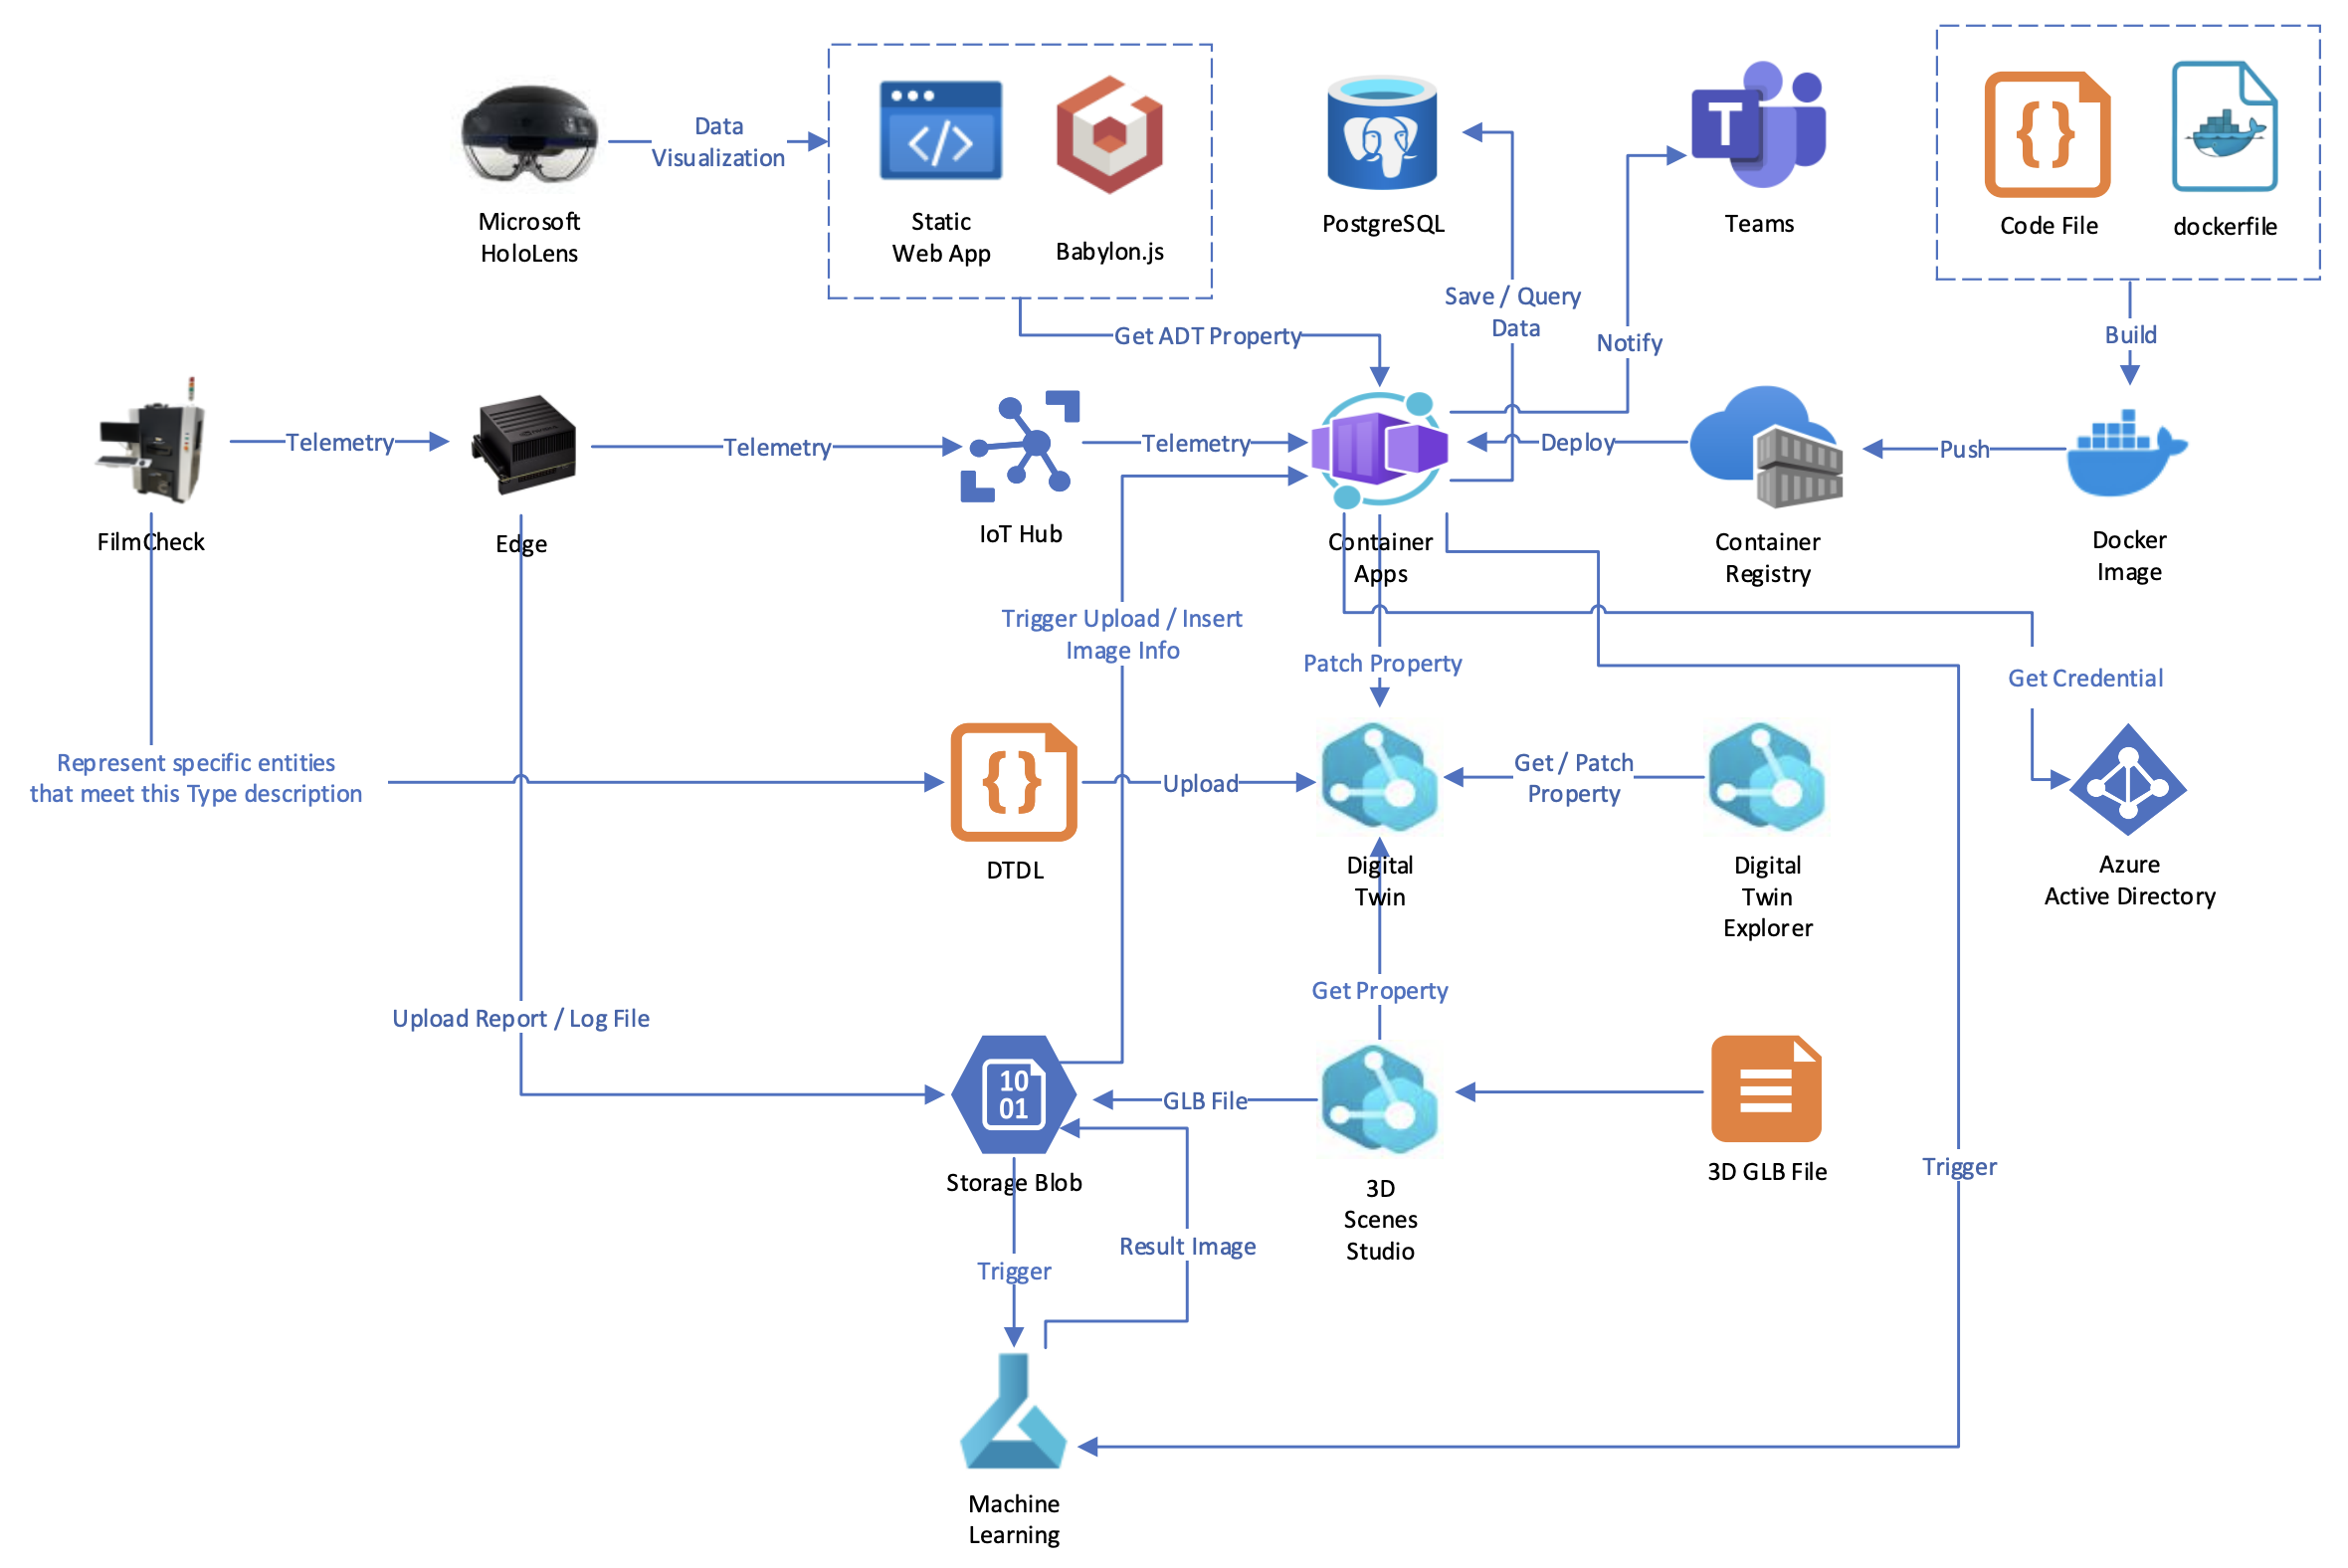 Data
Visualization
Microsoft
HoloLens
</>
Static
Web App
Babylon.js
PostgreSQL
T
Teams
{ }
Code File
dockerfile
Get ADT Property
Save / Query
Data
Notify
Build
Telemetry
Telemetry
Telemetry
Deploy
Push
FilmCheck
Edge
IoT Hub
Container
Apps
Container
Registry
Docker
Image
Trigger Upload / Insert
Image Info
Patch Property
Get Credential
Represent specific entities
that meet this Type description
{ }
Upload
Get / Patch
Property
DTDL
Digital
Twin
Digital
Twin
Explorer
Azure
Active Directory
Upload Report / Log File
Get Property
10
01
GLB File
Storage Blob
3D
Scenes
Studio
3D GLB File
Trigger
Result Image
Trigger
Machine
Learning